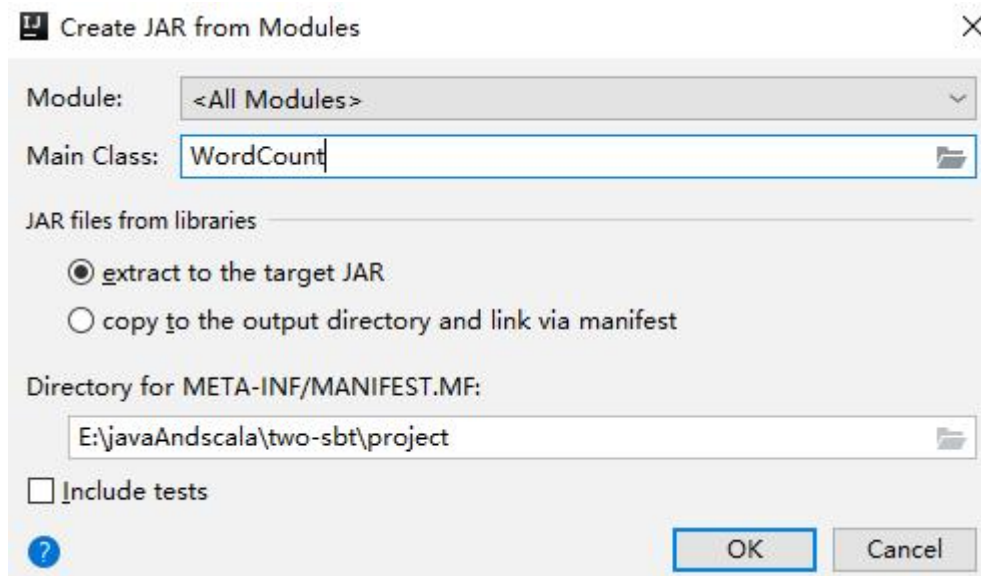 IJ Create JAR from Modules
Module: <All Modules>
Main Class: WordCount
JAR files from libraries
extract to the target JAR
copy to the output directory and link via manifest
Directory for META-INF/MANIFEST.MF:
E:\javaAndscala\two-sbt\project
Include tests
? OK Cancel